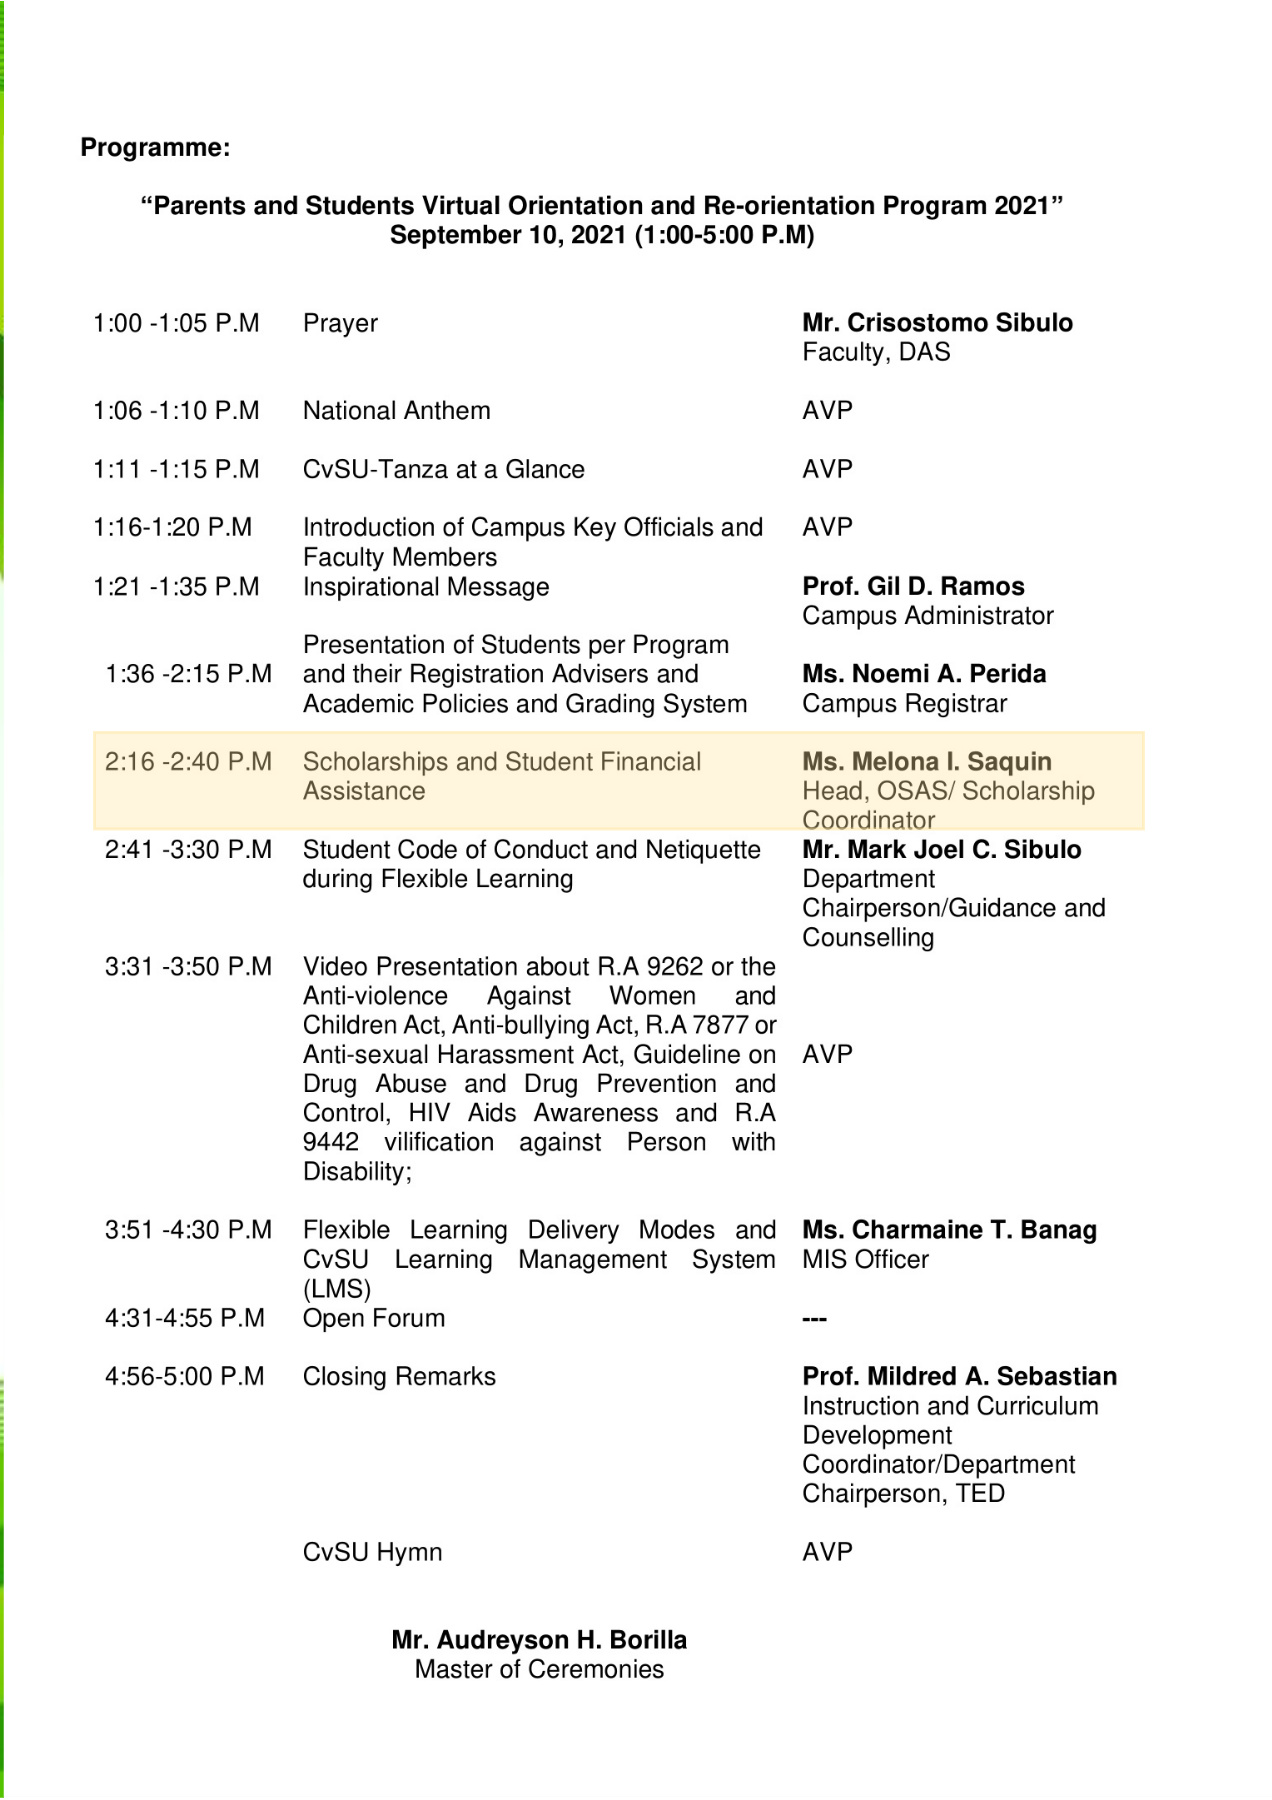 Programme:
“Parents and Students Virtual Orientation and Re-orientation Program 2021”
September 10, 2021 (1:00-5:00 P.M)
1:00 -1:05 P.M Prayer Mr. Crisostomo Sibulo
Faculty, DAS
1:06 -1:10 P.M National Anthem AVP
1:11 -1:15 P.M CvSU-Tanza at a Glance AVP
1:16-1:20 P.M Introduction of Campus Key Officials and AVP
Faculty Members
1:21 -1:35 P.M Inspirational Message Prof. Gil D. Ramos
Campus Administrator
Presentation of Students per Program
1:36 -2:15 P.M and their Registration Advisers and Ms. Noemi A. Perida
Academic Policies and Grading System Campus Registrar
2:16 -2:40 P.M Scholarships and Student Financial Ms. Melona I. Saquin
Assistance Head, OSAS/ Scholarship
Coordinator
2:41 -3:30 P.M Student Code of Conduct and Netiquette Mr. Mark Joel C. Sibulo
during Flexible Learning Department
Chairperson/Guidance and
Counselling
3:31 -3:50 P.M Video Presentation about R.A 9262 or the
Anti-violence Against Women and
Children Act, Anti-bullying Act, R.A 7877 or
Anti-sexual Harassment Act, Guideline on AVP
Drug Abuse and Drug Prevention and
Control, HIV Aids Awareness and R.A
9442 vilification against Person with
Disability;
3:51 -4:30 P.M Flexible Learning Delivery Modes and Ms. Charmaine T. Banag
CvSU Learning Management System MIS Officer
(LMS)
4:31-4:55 P.M Open Forum ---
4:56-5:00 P.M Closing Remarks Prof. Mildred A. Sebastian
Instruction and Curriculum
Development
Coordinator/Department
Chairperson, TED
CvSU Hymn AVP
Mr. Audreyson H. Borilla
Master of Ceremonies